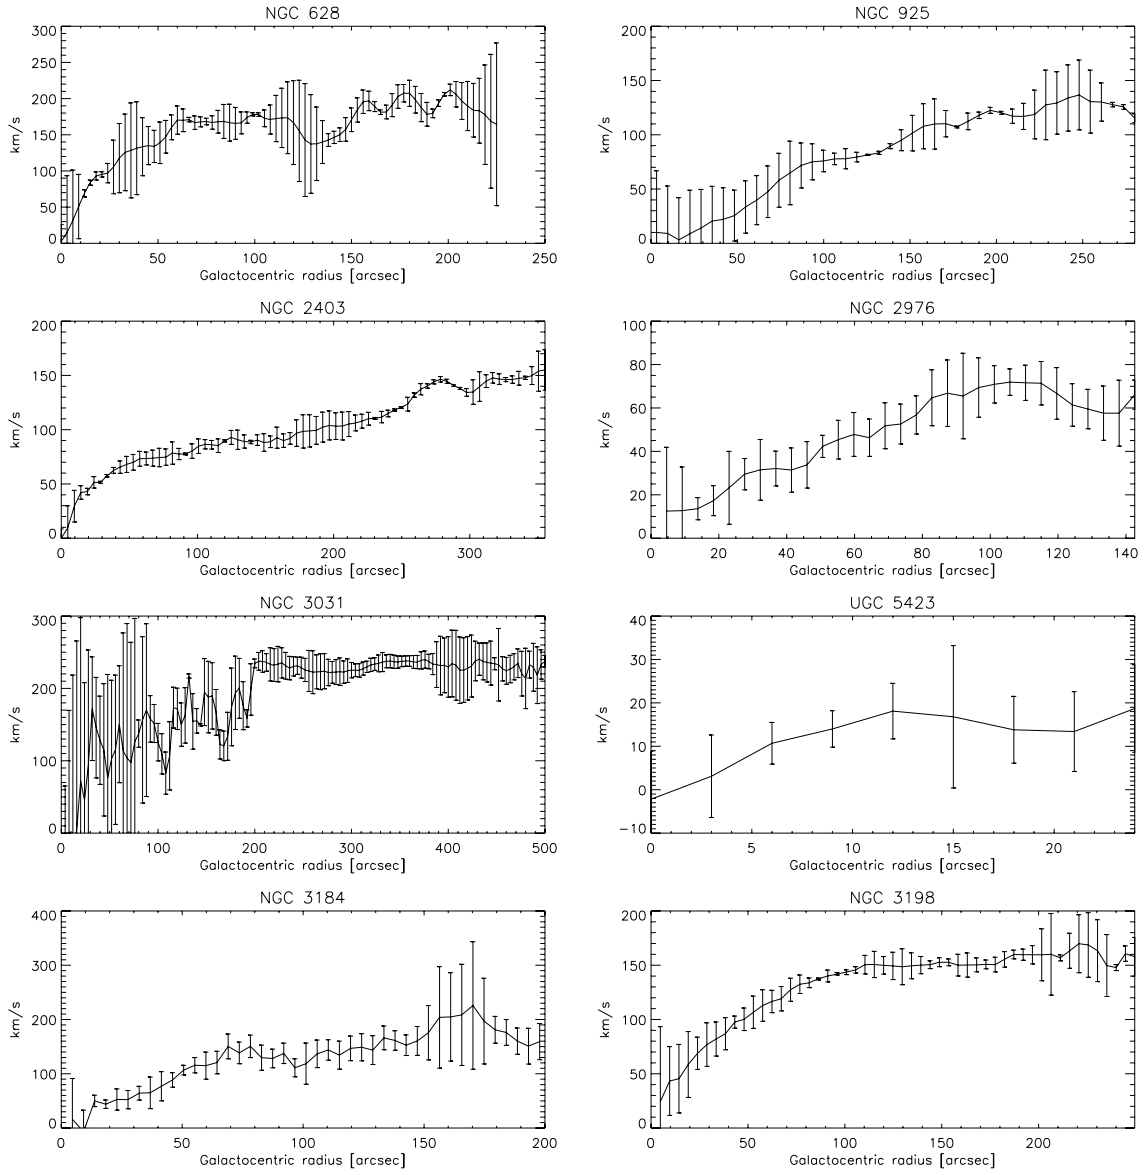 NGC 628
300
250
200
150
100
50
0
km/s
0 50 100 150 200 250
Galactocentric radius [arcsec]
NGC 925
200
150
100
50
0
km/s
0 50 100 150 200 250
Galactocentric radius [arcsec]
NGC 2403
200
150
100
50
0
km/s
0 100 200 300
Galactocentric radius [arcsec]
NGC 2976
100
80
60
40
20
0
km/s
0 20 40 60 80 100 120 140
Galactocentric radius [arcsec]
NGC 3031
300
200
100
0
km/s
0 100 200 300 400 500
Galactocentric radius [arcsec]
UGC 5423
40
30
20
10
0
−10
km/s
0 5 10 15 20
Galactocentric radius [arcsec]
NGC 3184
400
300
200
100
0
km/s
0 50 100 150 200
Galactocentric radius [arcsec]
NGC 3198
200
150
100
50
0
km/s
0 50 100 150 200
Galactocentric radius [arcsec]